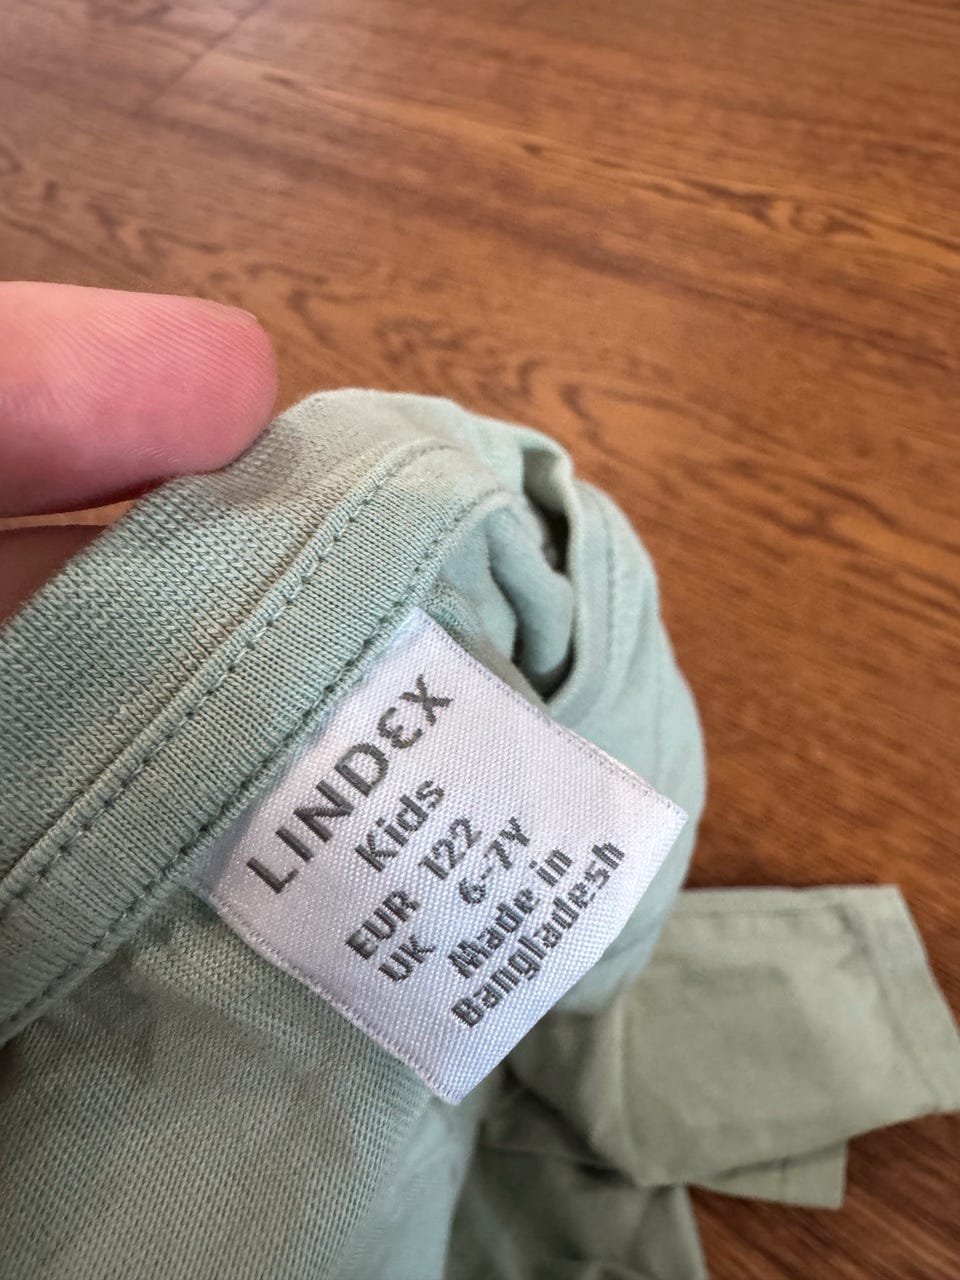 LINDEX
Kids
EUR 122
UK 6-7Y
Made in
Bangladesh